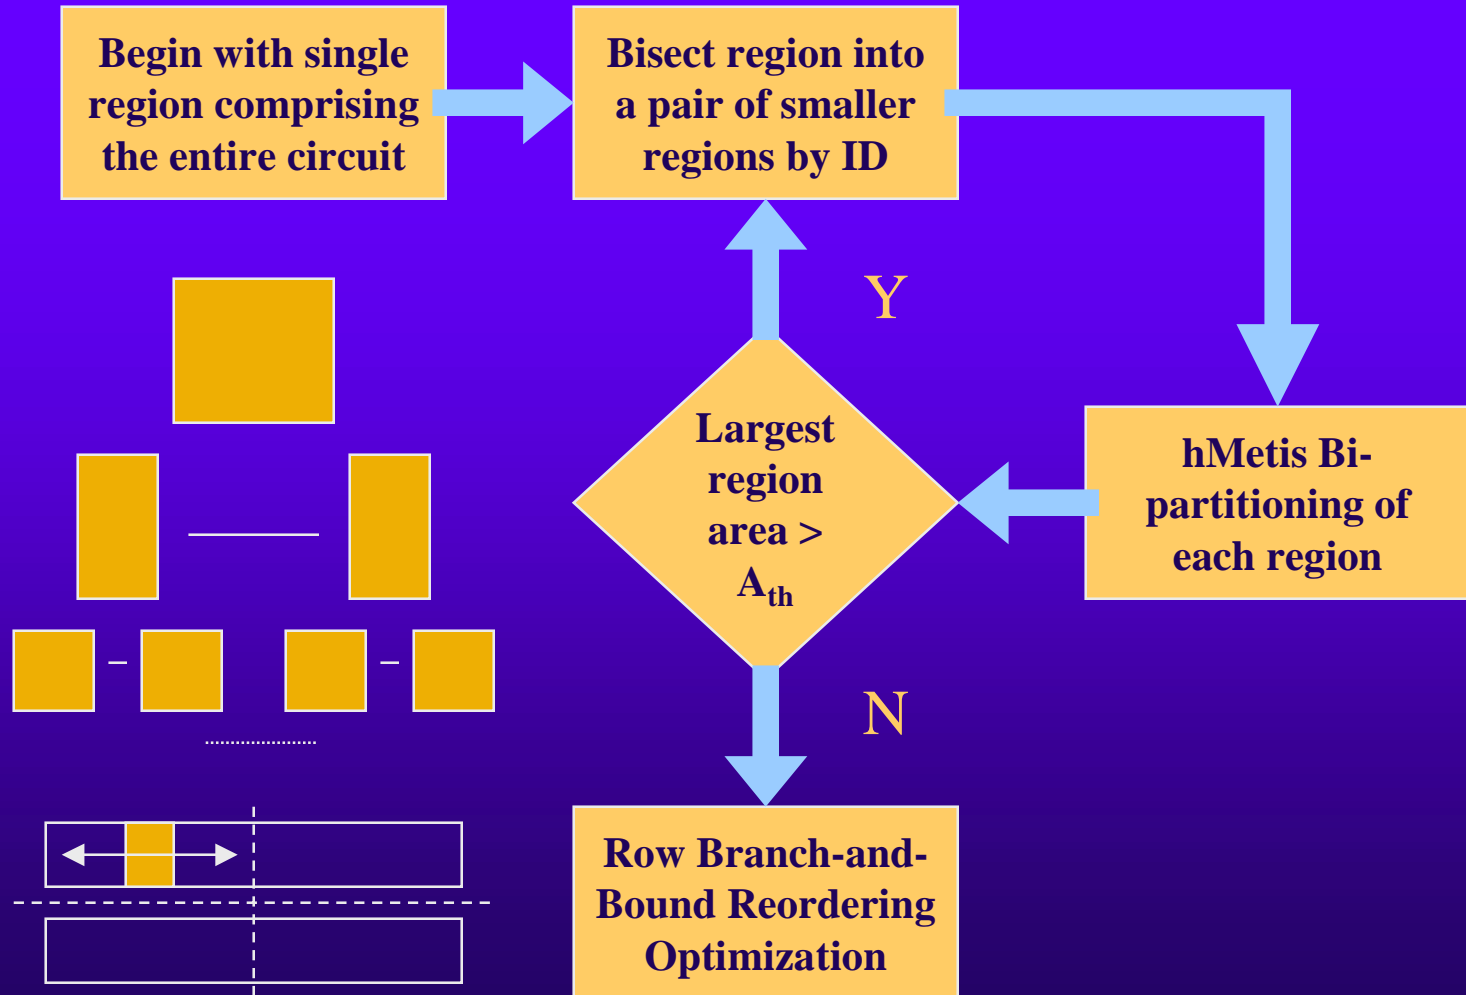 Begin with single
region comprising
the entire circuit
Bisect region into
a pair of smaller
regions by ID
Y
Largest
region
area >
Ath
hMetis Bi-
partitioning of
each region
N
Row Branch-and-
Bound Reordering
Optimization